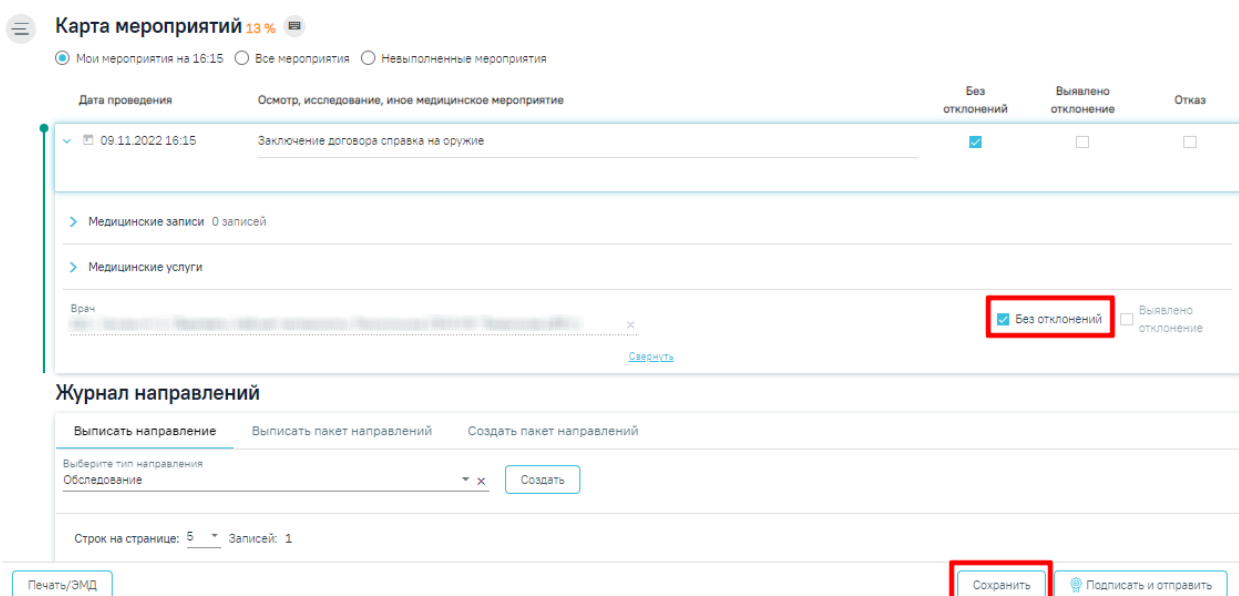 Карта мероприятий 13 %
Мои мероприятия на 16:15 Все мероприятия Невыполненные мероприятия
Дата проведения Осмотр, исследование, иное медицинское мероприятие Без отклонений Выявлено отклонение Отказ
09.11.2022 16:15 Заключение договора справка на оружие
Медицинские записи 0 записей
Медицинские услуги
Врач
Без отклонений Выявлено отклонение
Свернуть
Журнал направлений
Выписать направление Выписать пакет направлений Создать пакет направлений
Выберите тип направления
Обследование Создать
Строк на странице: 5 Записей: 1
Печать/ЭМД Сохранить Подписать и отправить